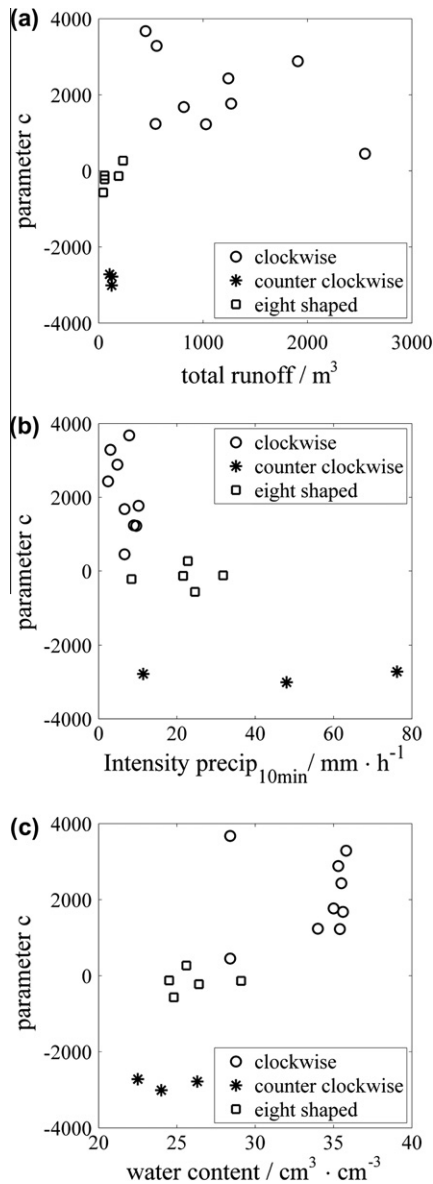 (a)
4000
2000
0
-2000
-4000
parameter c
clockwise
counter clockwise
eight shaped
0 1000 2000 3000
total runoff / m³
(b)
4000
2000
0
-2000
-4000
parameter c
clockwise
counter clockwise
eight shaped
0 20 40 60 80
Intensity precip10min/ mm · h⁻¹
(c)
4000
2000
0
-2000
-4000
parameter c
clockwise
counter clockwise
eight shaped
20 25 30 35 40
water content / cm³ · cm⁻³